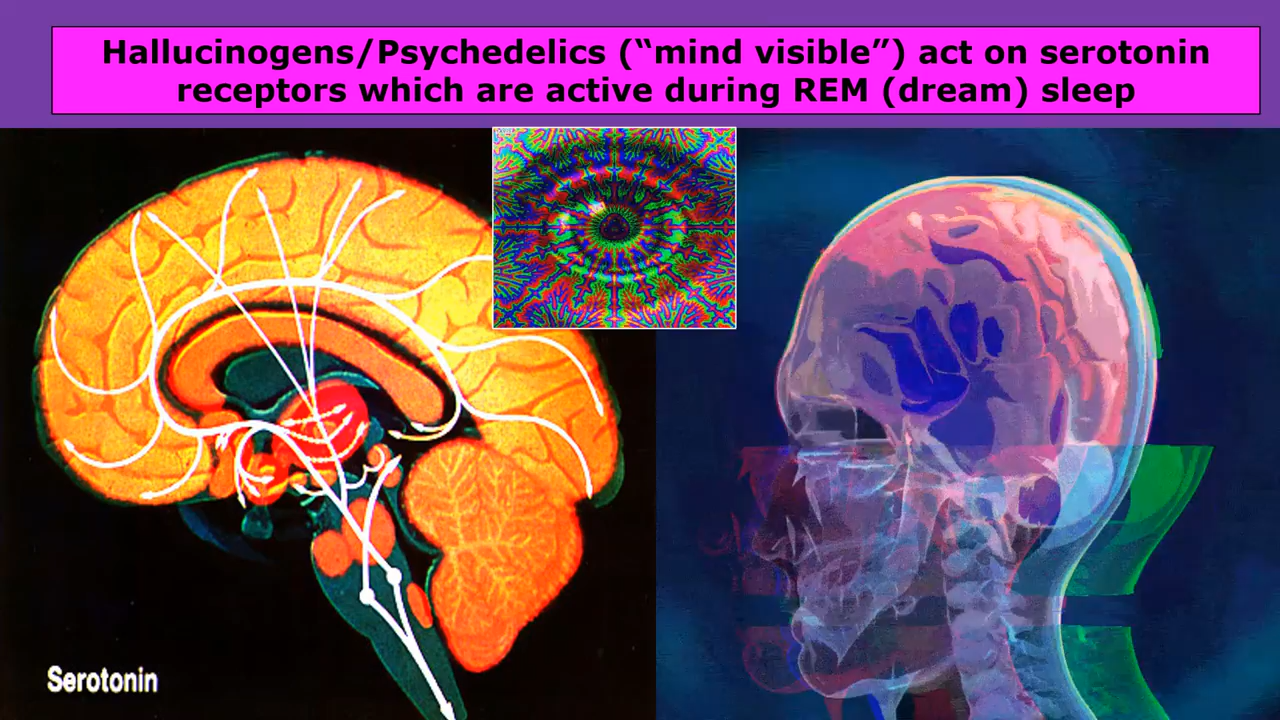 Hallucinogens/Psychedelics (“mind visible”) act on serotonin
receptors which are active during REM (dream) sleep
Serotonin